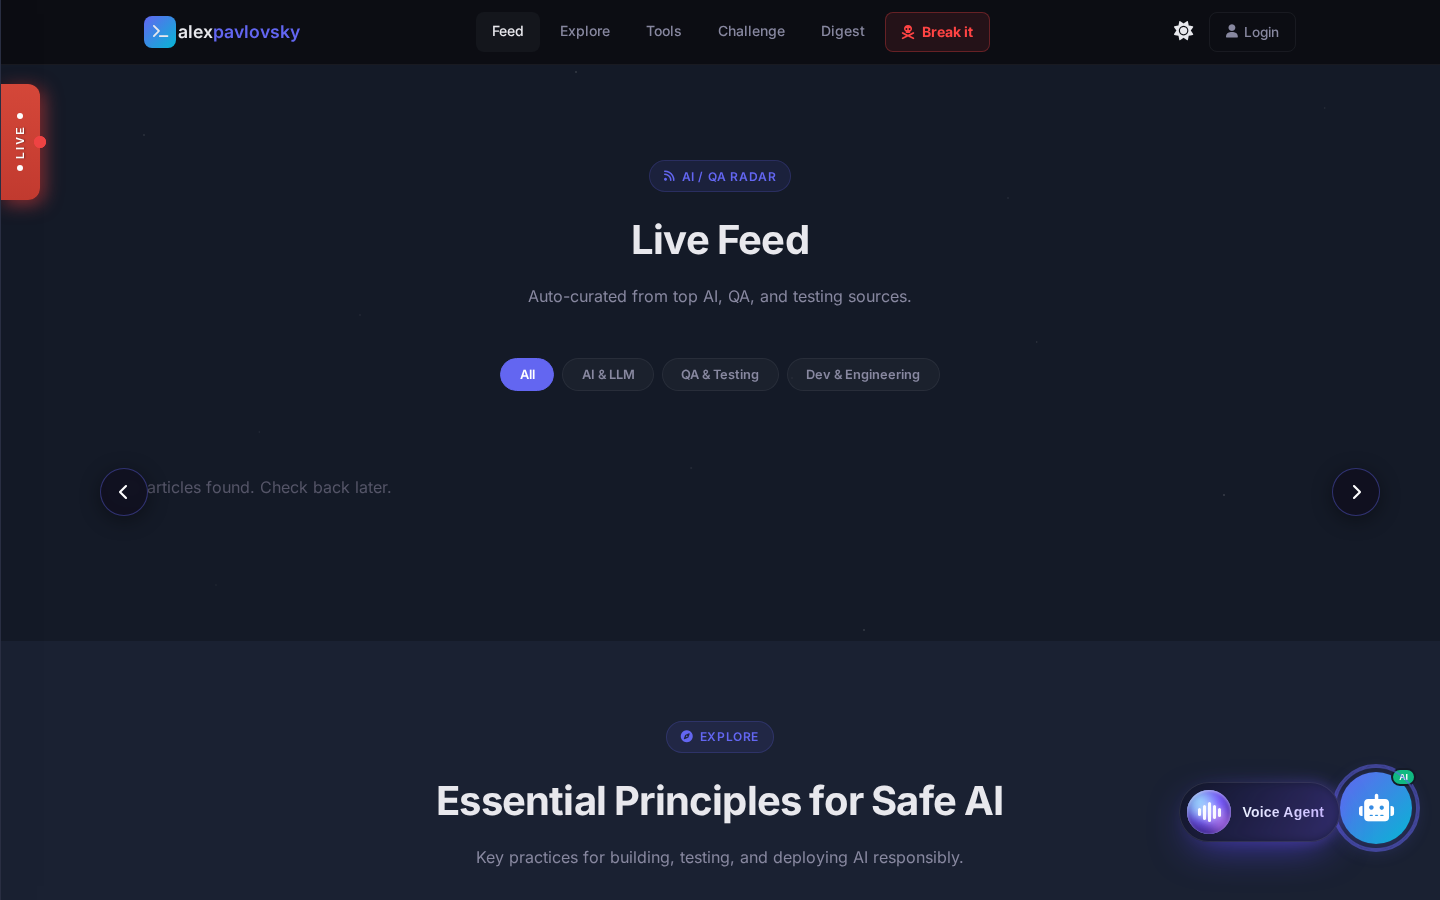 alexpavlovsky
Feed
Explore
Tools
Challenge
Digest
Break it
Login
LIVE
AI / QA RADAR
Live Feed
Auto-curated from top AI, QA, and testing sources.
All
AI & LLM
QA & Testing
Dev & Engineering
articles found. Check back later.
EXPLORE
Essential Principles for Safe AI
Key practices for building, testing, and deploying AI responsibly.
Voice Agent
AI